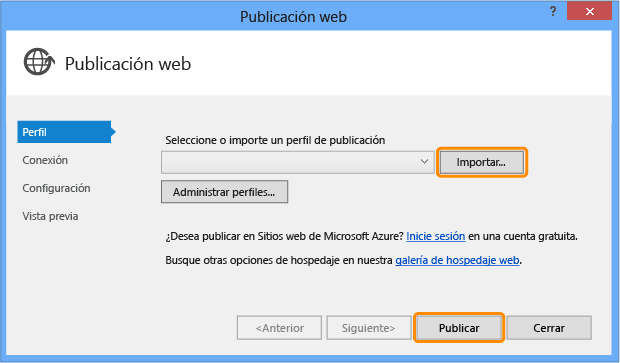 Publicación web
?
Publicación web
Perfil
Conexión
Configuración
Vista previa
Seleccione o importe un perfil de publicación
Importar...
Administrar perfiles...
¿Desea publicar en Sitios web de Microsoft Azure? Inicie sesión en una cuenta gratuita.
Busque otras opciones de hospedaje en nuestra galería de hospedaje web.
<Anterior
Siguiente>
Publicar
Cerrar